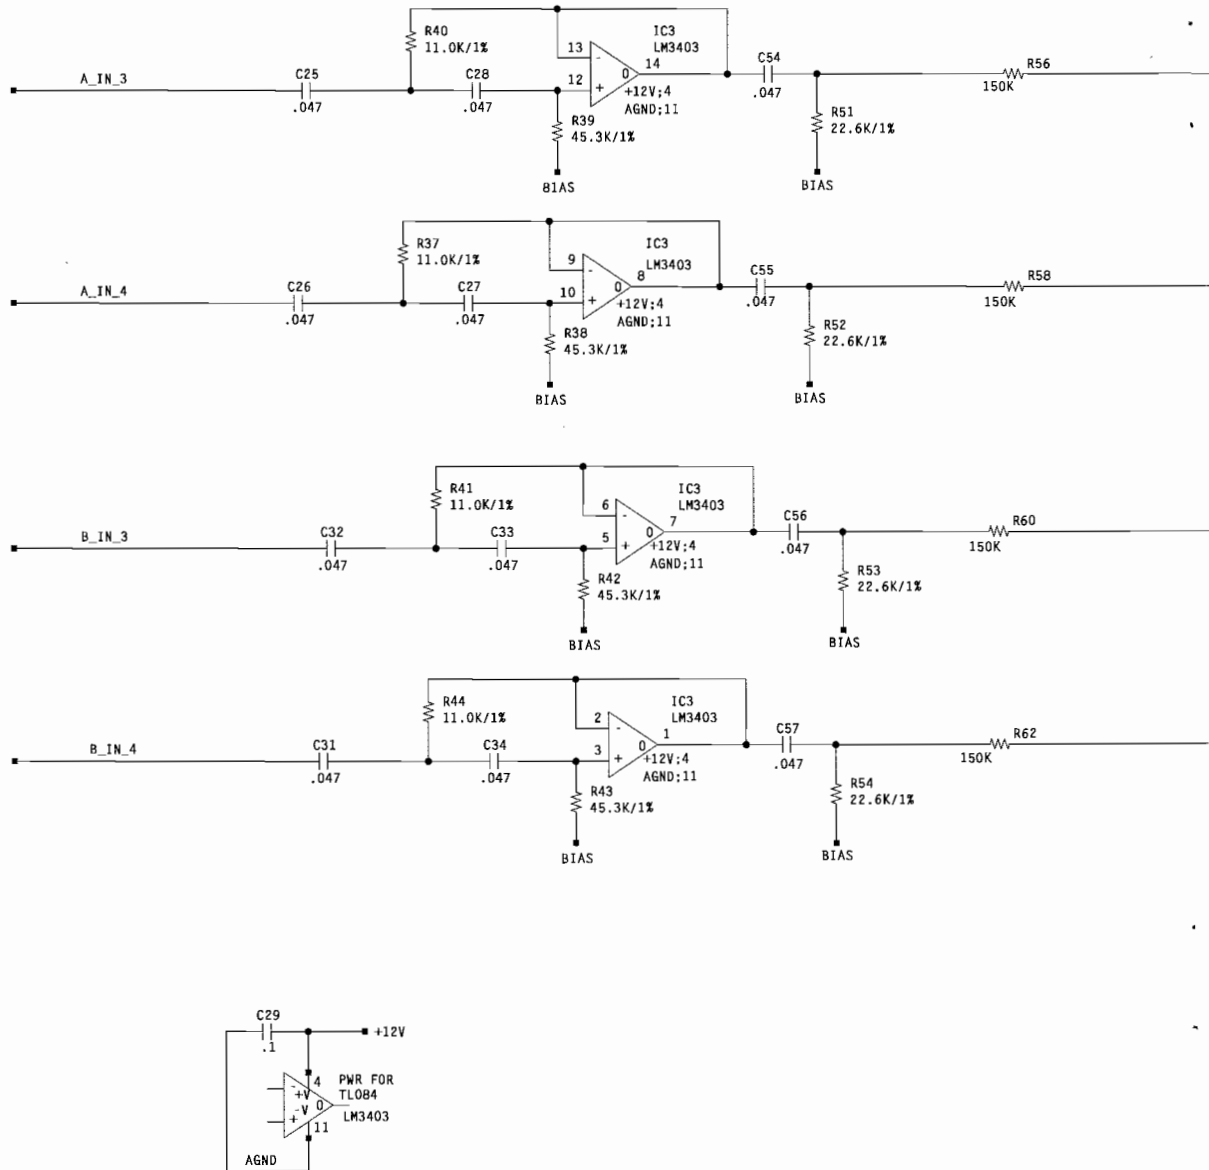 R40
11.0K/1%
IC3
LM3403
13
14
12
0
-
+
+12V;4
AGND;11
A_IN_3
C25
.047
C28
.047
R39
45.3K/1%
81AS
C54
.047
R51
22.6K/1%
BIAS
R56
150K
R37
11.0K/1%
IC3
LM3403
9
8
10
0
-
+
+12V;4
AGND;11
A_IN_4
C26
.047
C27
.047
R38
45.3K/1%
BIAS
C55
.047
R52
22.6K/1%
BIAS
R58
150K
R41
11.0K/1%
IC3
LM3403
6
7
5
0
-
+
+12V;4
AGND;11
B_IN_3
C32
.047
C33
.047
R42
45.3K/1%
BIAS
C56
.047
R53
22.6K/1%
BIAS
R60
150K
R44
11.0K/1%
IC3
LM3403
2
1
3
0
-
+
+12V;4
AGND;11
B_IN_4
C31
.047
C34
.047
R43
45.3K/1%
BIAS
C57
.047
R54
22.6K/1%
BIAS
R62
150K
C29
.1
+12V
4
PWR FOR
TL084
LM3403
-
+V
-V
0
+
11
AGND